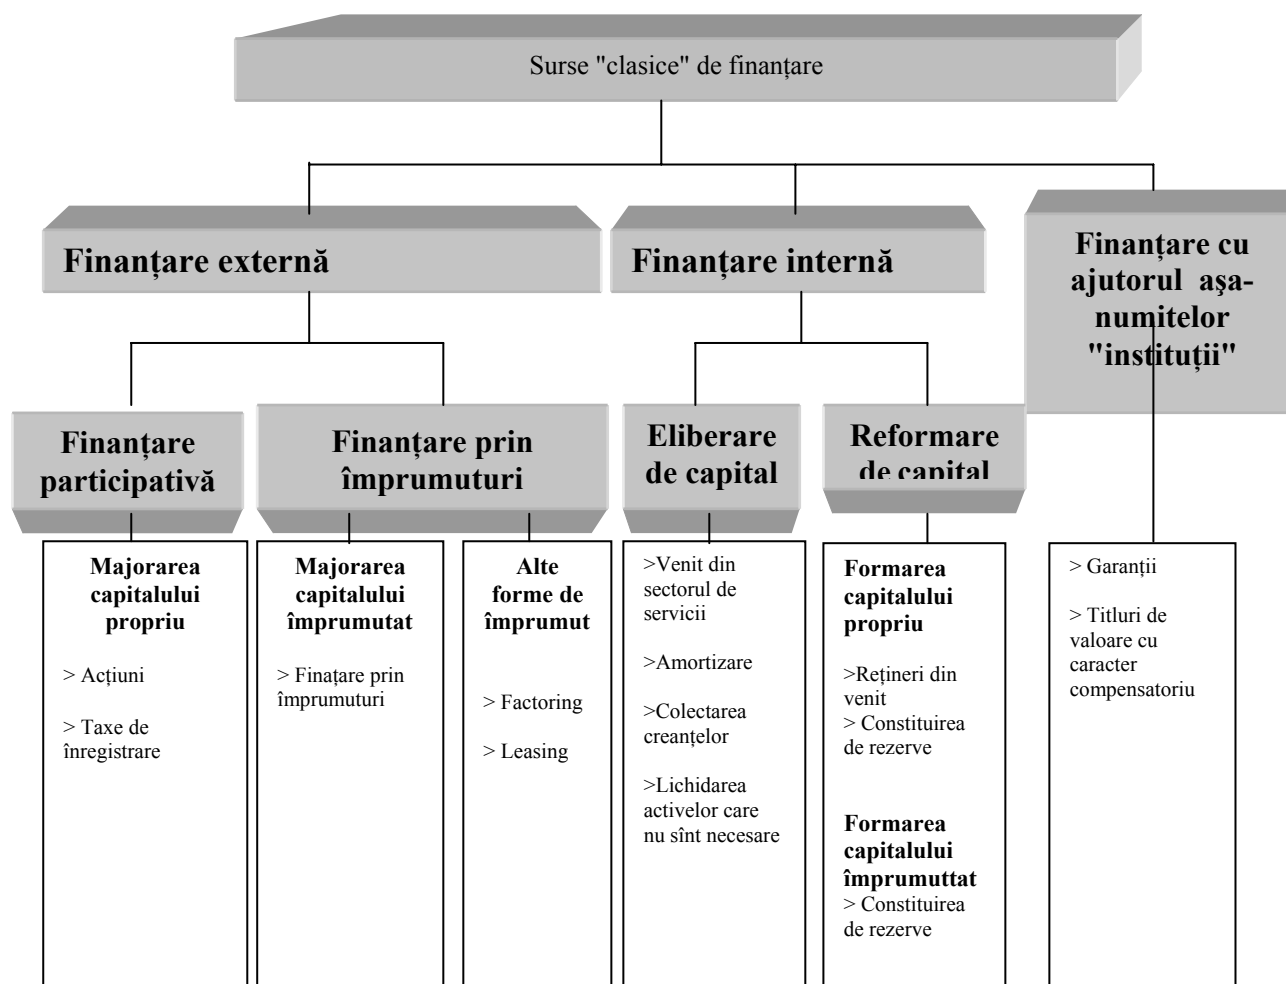 Surse "clasice" de finanțare
Finanțare externă
Finanțare internă
Finanțare cu
ajutorul aşa-
numitelor
"instituții"
Finanțare
participativă
Finanțare prin
împrumuturi
Eliberare
de capital
Reformare
de capital
Majorarea
capitalului
propriu
> Acțiuni
> Taxe de
înregistrare
Majorarea
capitalului
împrumutat
> Finațare prin
împrumuturi
Alte
forme de
împrumut
> Factoring
> Leasing
>Venit din
sectorul de
servicii
>Amortizare
>Colectarea
creanțelor
>Lichidarea
activelor care
nu sînt necesare
Formarea
capitalului
propriu
>Rețineri din
venit
> Constituirea
de rezerve
Formarea
capitalului
împrumuttat
> Constituirea
de rezerve
> Garanții
> Titluri de
valoare cu
caracter
compensatoriu